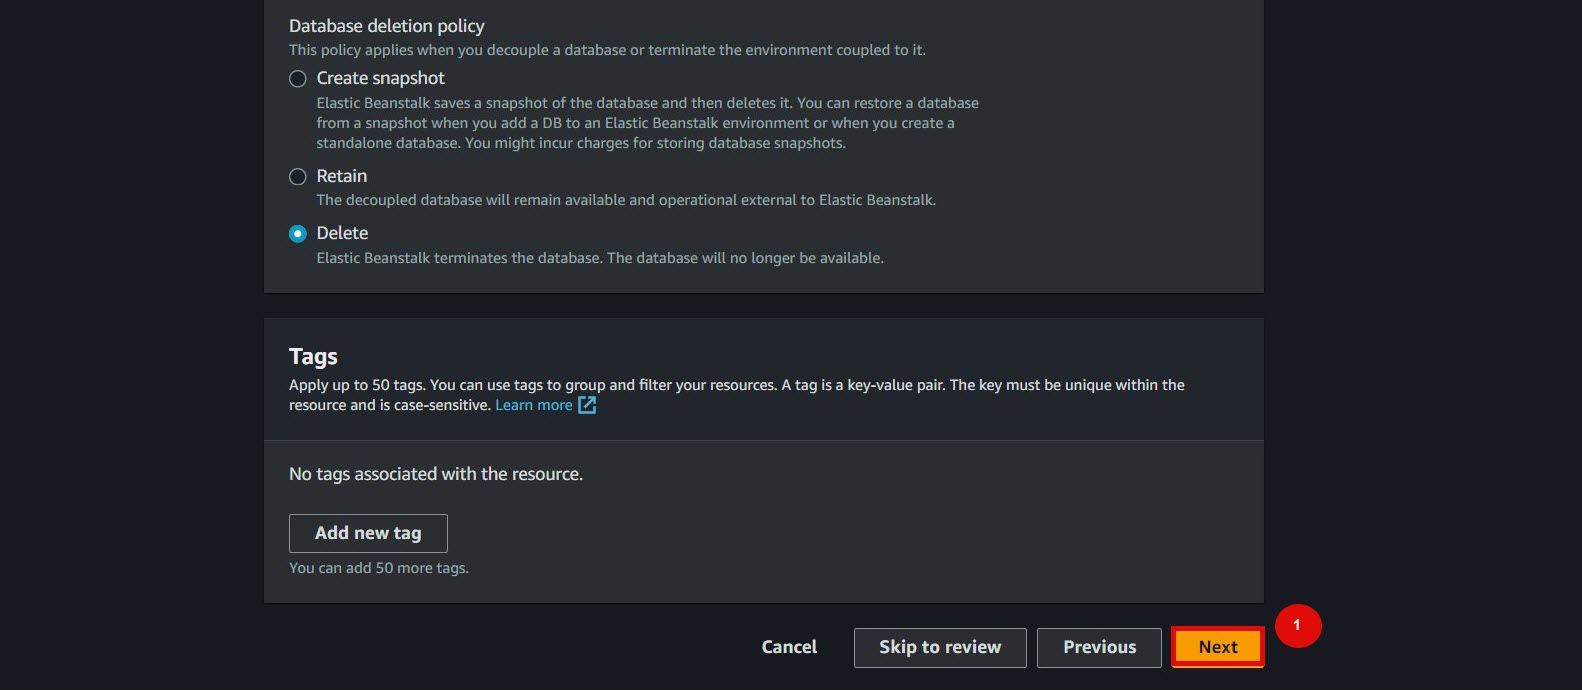 Database deletion policy
This policy applies when you decouple a database or terminate the environment coupled to it.
Create snapshot
Elastic Beanstalk saves a snapshot of the database and then deletes it. You can restore a database
from a snapshot when you add a DB to an Elastic Beanstalk environment or when you create a
standalone database. You might incur charges for storing database snapshots.
Retain
The decoupled database will remain available and operational external to Elastic Beanstalk.
Delete
Elastic Beanstalk terminates the database. The database will no longer be available.
Tags
Apply up to 50 tags. You can use tags to group and filter your resources. A tag is a key-value pair. The key must be unique within the
resource and is case-sensitive. Learn more
No tags associated with the resource.
Add new tag
You can add 50 more tags.
Cancel Skip to review Previous Next 1